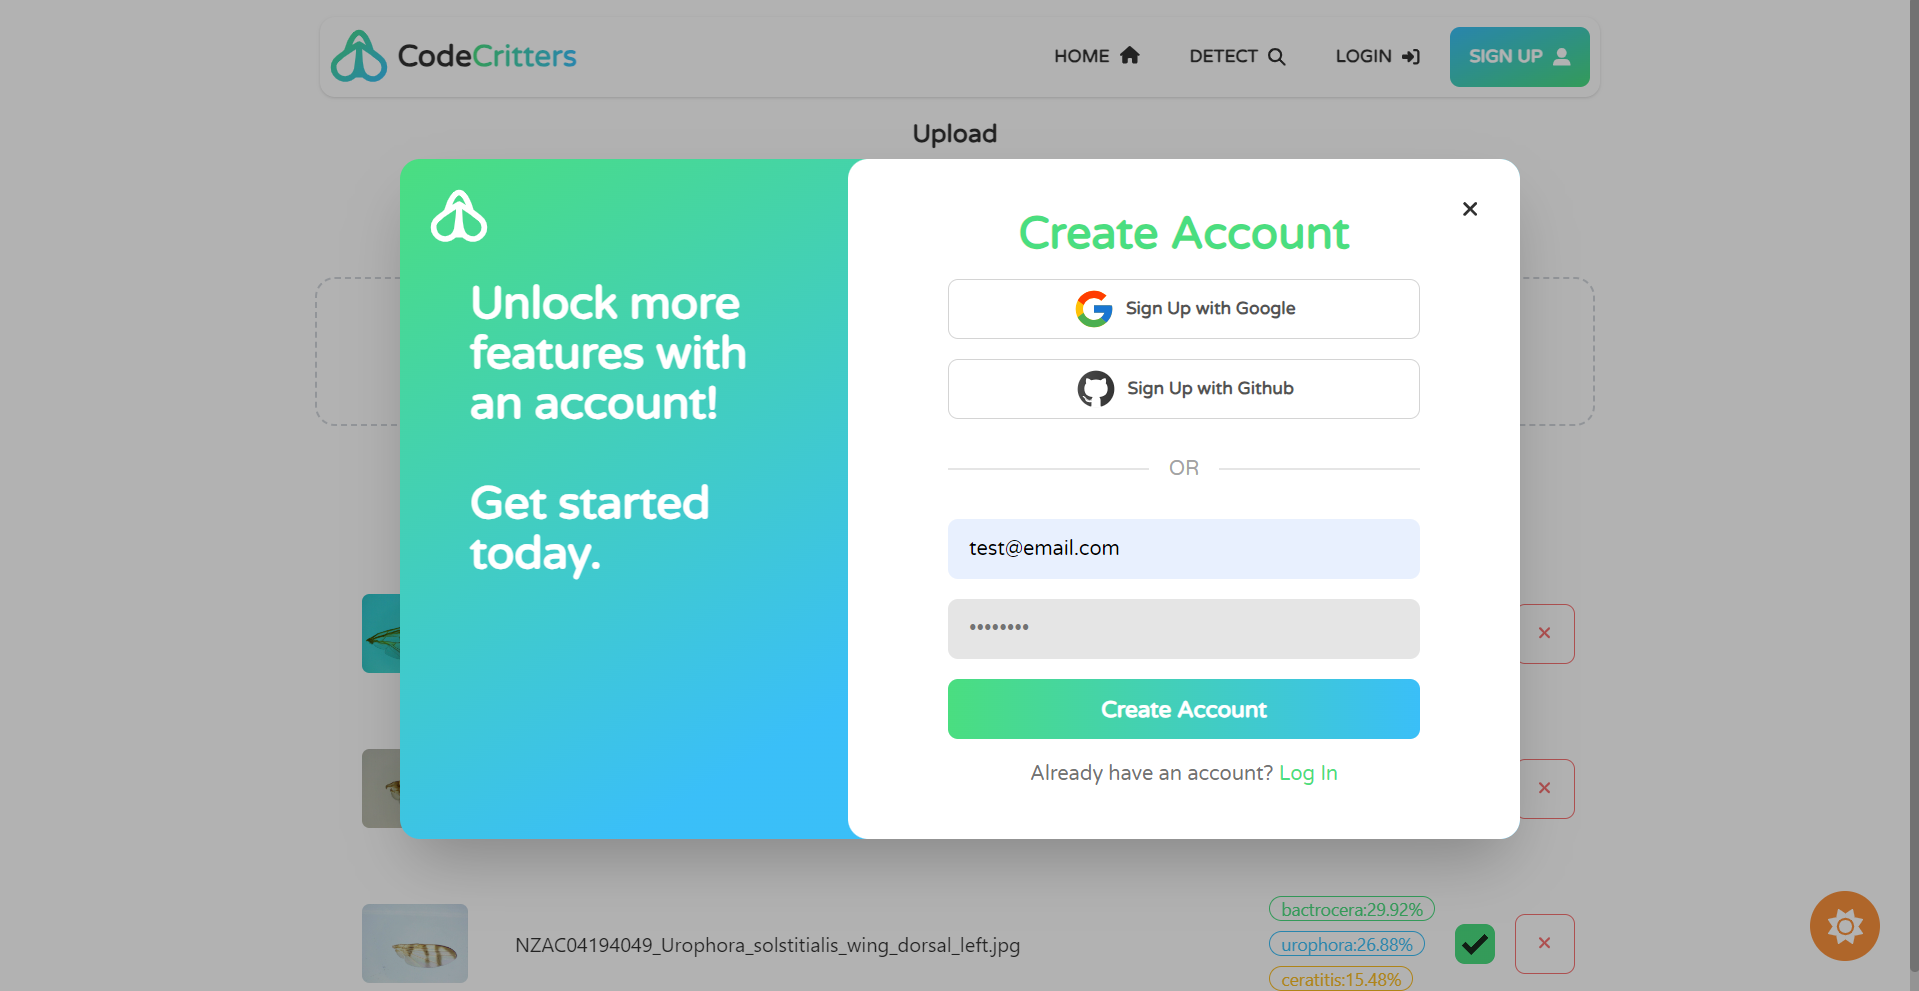 CodeCritters
HOME
DETECT
LOGIN
SIGN UP
Upload
Unlock more
features with
an account!
Get started
today.
Create Account
Sign Up with Google
Sign Up with Github
OR
test@email.com
••••••••
Create Account
Already have an account? Log In
NZAC04194049_Urophora_solstitialis_wing_dorsal_left.jpg
bactrocera:29.92%
urophora:26.88%
ceratitis:15.48%